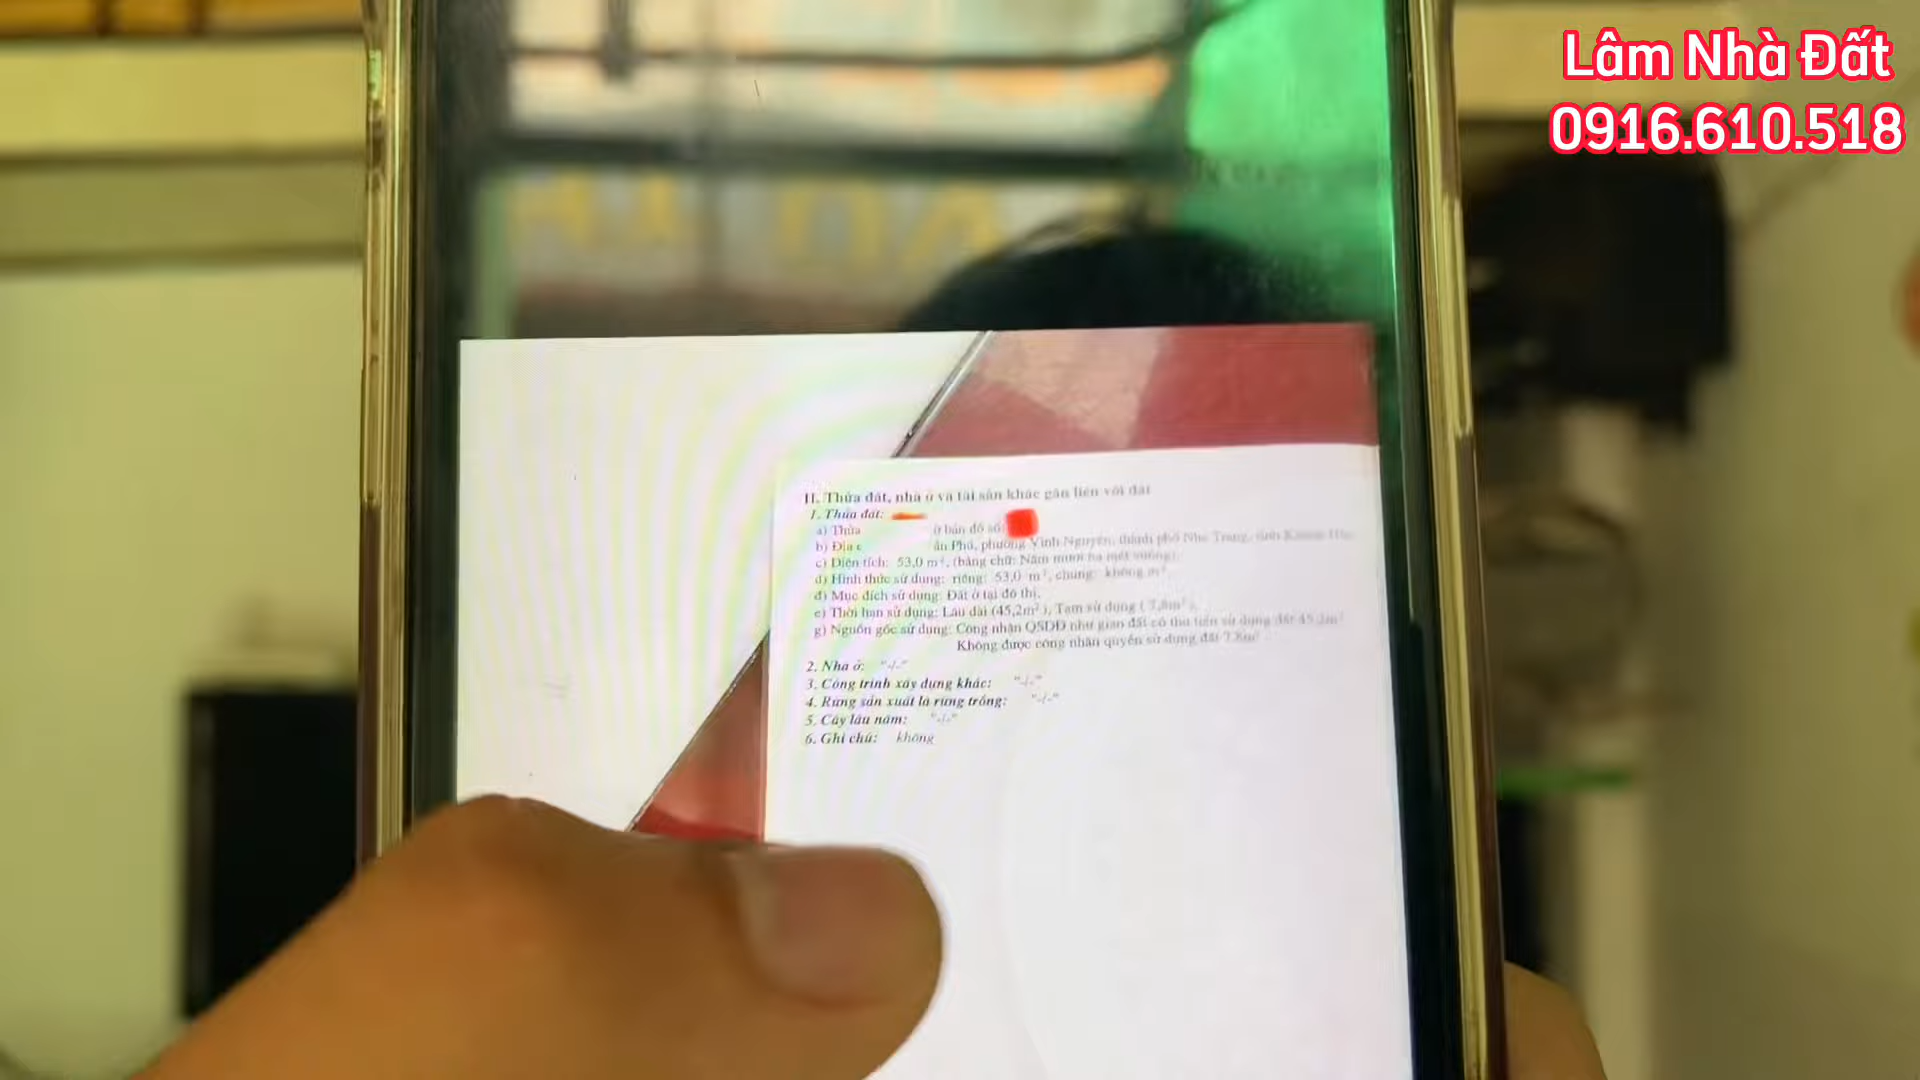 Lâm Nhà Đất
0916.610.518
II. Thửa đất, nhà ở và tài sản khác gắn liền với đất
1. Thửa đất:
a) Thửa ờ bản đồ số:
b) Địa c ần Phú, phường Vĩnh Nguyên, thành phố Nha Trang, tỉnh Khánh Hòa
c) Diện tích: 53,0 m², (bằng chữ: Năm mươi ba mét vuông).
d) Hình thức sử dụng: riêng: 53,0 m², chung: không m²
đ) Mục đích sử dụng: Đất ở tại đô thị.
e) Thời hạn sử dụng: Lâu dài (45,2m²), Tạm sử dụng ( 7,8m² ).
g) Nguồn gốc sử dụng: Công nhận QSDĐ như giao đất có thu tiền sử dụng đất 45,2m²
Không được công nhận quyền sử dụng đất 7,8m²
2. Nhà ở: "-/-"
3. Công trình xây dựng khác: "-/-"
4. Rừng sản xuất là rừng trồng: "-/-"
5. Cây lâu năm: "-/-"
6. Ghi chú: không